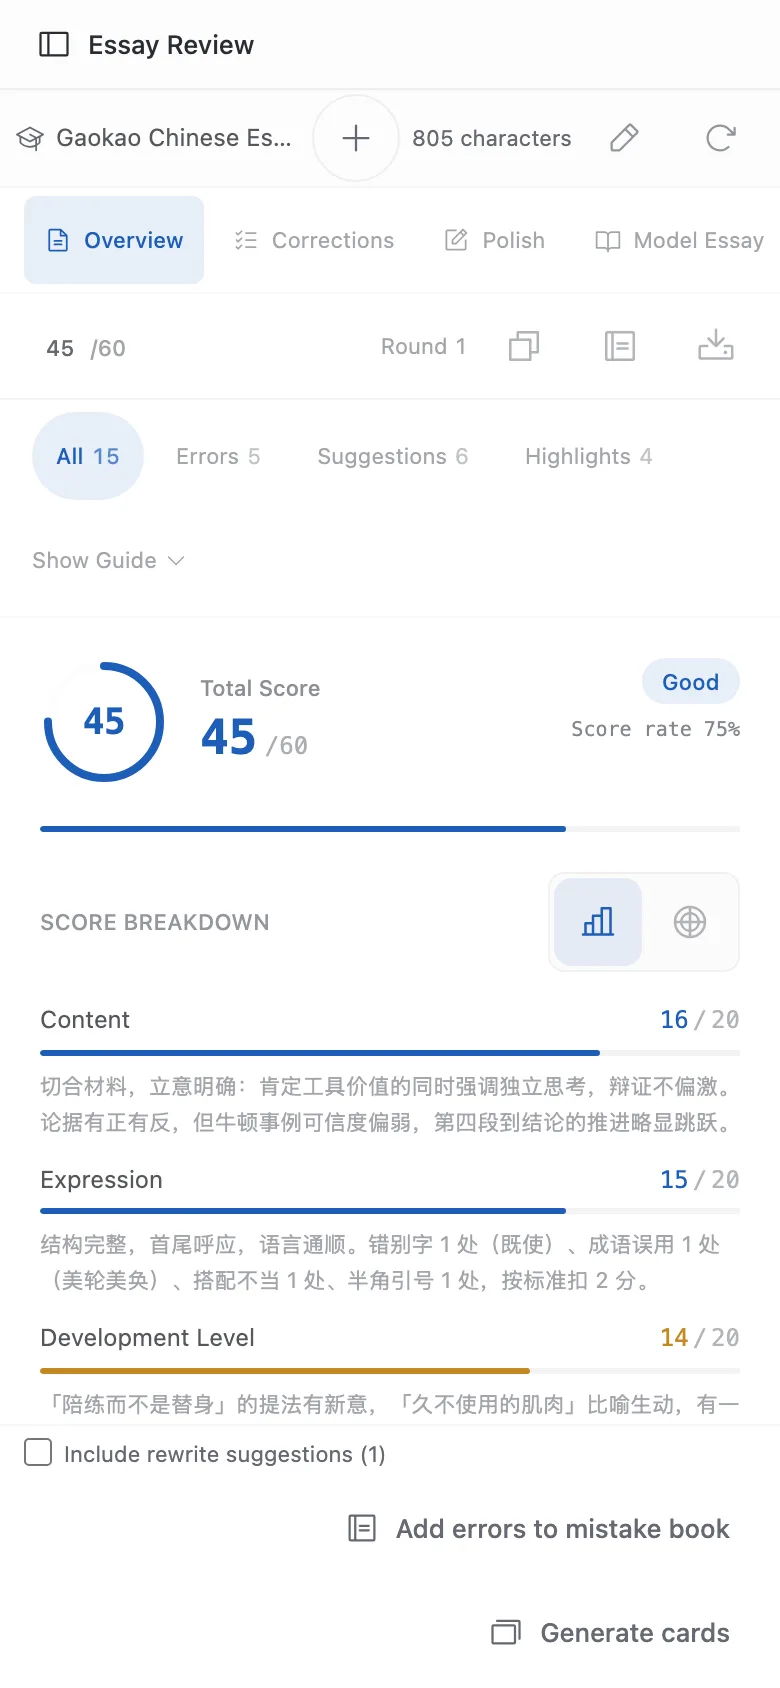 Essay Review
Gaokao Chinese Es...
805 characters
Overview
Corrections
Polish
Model Essay
45 /60
Round 1
All 15
Errors 5
Suggestions 6
Highlights 4
Show Guide
45
Total Score
45 /60
Good
Score rate 75%
SCORE BREAKDOWN
Content
16 / 20
切合材料，立意明确：肯定工具价值的同时强调独立思考，辩证不偏激。
论据有正有反，但牛顿事例可信度偏弱，第四段到结论的推进略显跳跃。
Expression
15 / 20
结构完整，首尾呼应，语言通顺。错别字 1 处（既使）、成语误用 1 处
（美轮美奂）、搭配不当 1 处、半角引号 1 处，按标准扣 2 分。
Development Level
14 / 20
「陪练而不是替身」的提法有新意，「久不使用的肌肉」比喻生动，有一
Include rewrite suggestions (1)
Add errors to mistake book
Generate cards